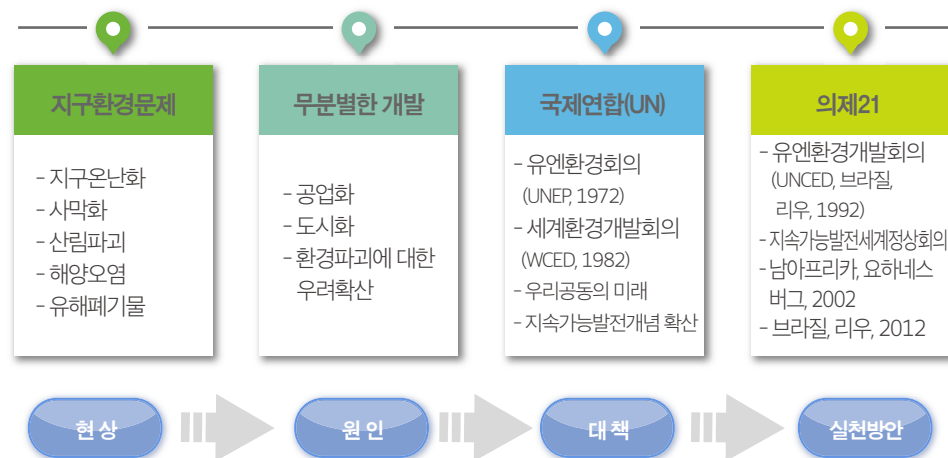 지구환경문제
- 지구온난화
- 사막화
- 산림파괴
- 해양오염
- 유해폐기물
무분별한 개발
- 공업화
- 도시화
- 환경파괴에 대한
우려확산
국제연합(UN)
- 유엔환경회의
(UNEP, 1972)
- 세계환경개발회의
(WCED, 1982)
- 우리공동의 미래
- 지속가능발전개념 확산
의제21
- 유엔환경개발회의
(UNCED, 브라질,
리우, 1992)
- 지속가능발전세계정상회의
- 남아프리카, 요하네스
버그, 2002
- 브라질, 리우, 2012
현 상
원 인
대 책
실천방안